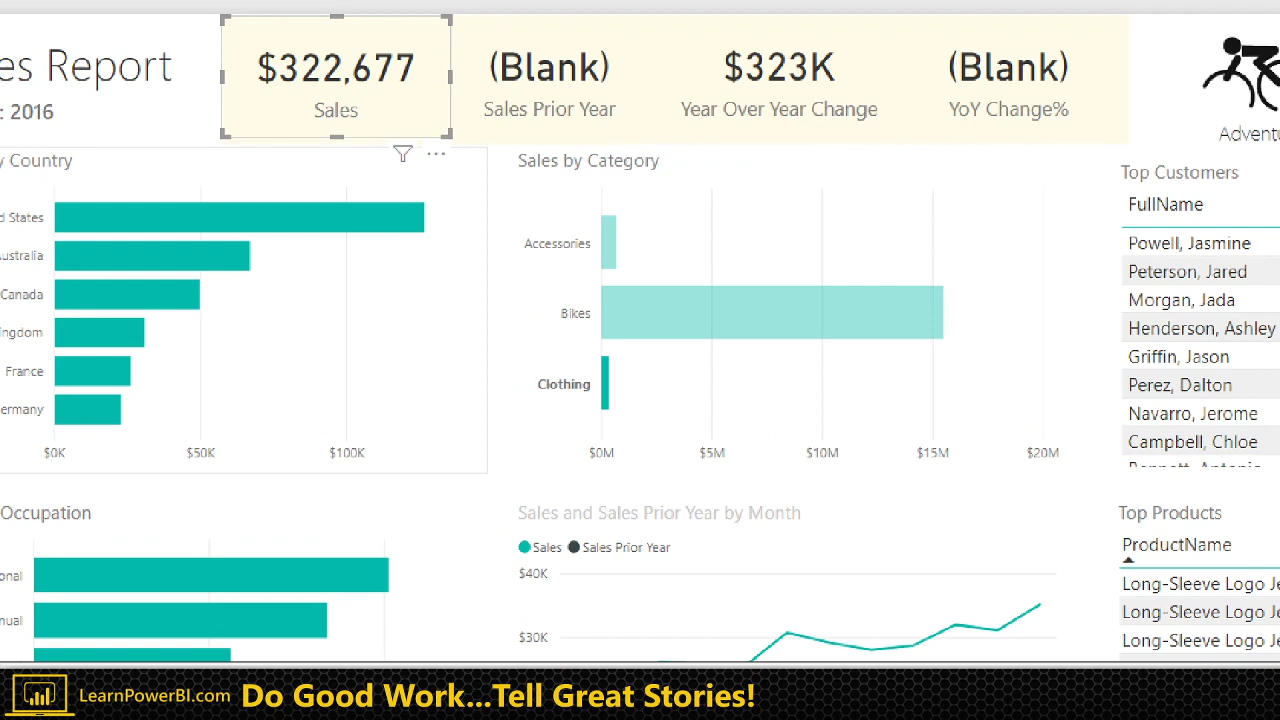 es Report
: 2016
$322,677
Sales
(Blank)
Sales Prior Year
$323K
Year Over Year Change
(Blank)
YoY Change%
Adventu
y Country
d States
ustralia
Canada
ingdom
France
ermany
$0K
$50K
$100K
Sales by Category
Accessories
Bikes
Clothing
$0M
$5M
$10M
$15M
$20M
Top Customers
FullName
Powell, Jasmine
Peterson, Jared
Morgan, Jada
Henderson, Ashley
Griffin, Jason
Perez, Dalton
Navarro, Jerome
Campbell, Chloe
Occupation
onal
nual
Sales and Sales Prior Year by Month
Sales
Sales Prior Year
$40K
$30K
Top Products
ProductName
Long-Sleeve Logo Je
Long-Sleeve Logo Je
Long-Sleeve Logo Je
LearnPowerBI.com
Do Good Work...Tell Great Stories!